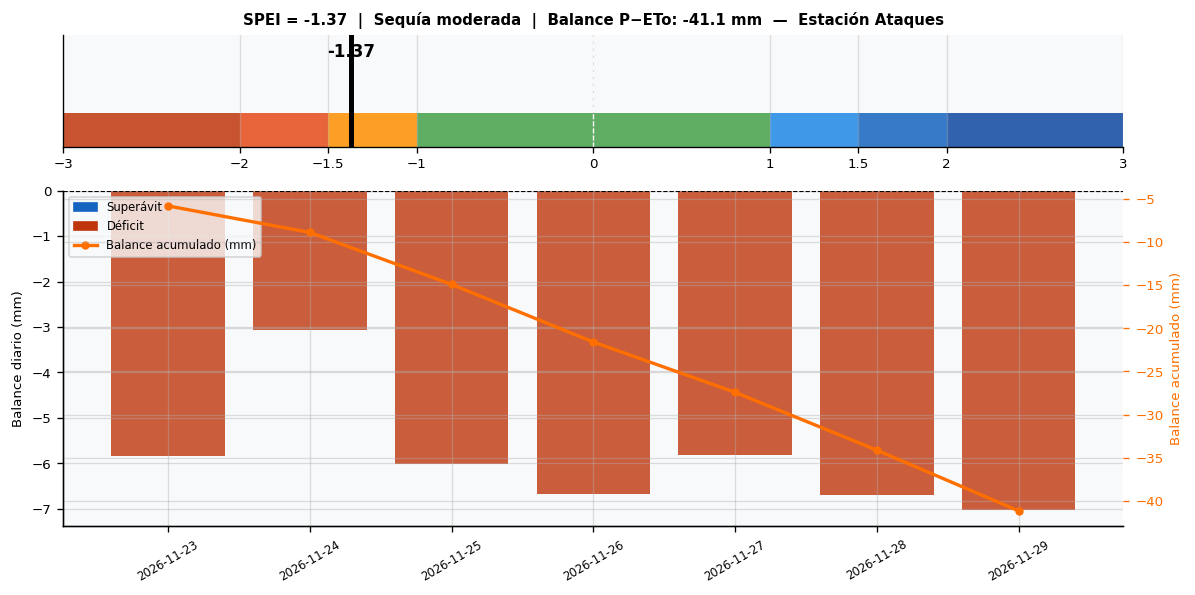 SPEI = -1.37  |  Sequía moderada  |  Balance P−ETo: -41.1 mm  —  Estación Ataques
-1.37
−3 −2 −1.5 −1 0 1 1.5 2 3
Superávit
Déficit
Balance acumulado (mm)
Balance diario (mm)
0
−1
−2
−3
−4
−5
−6
−7
−5
−10
−15
−20
−25
−30
−35
−40
Balance acumulado (mm)
2026-11-23 2026-11-24 2026-11-25 2026-11-26 2026-11-27 2026-11-28 2026-11-29